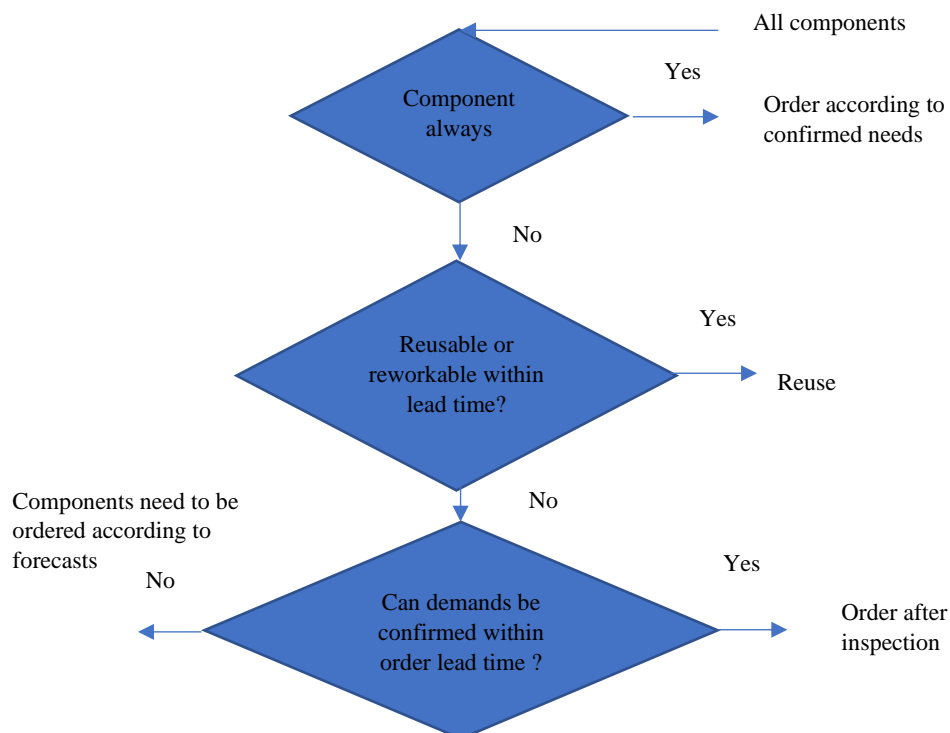 All components
Yes
Component
always
Order according to
confirmed needs
No
Yes
Reusable or
reworkable within
lead time?
Reuse
No
Components need to be
ordered according to
forecasts
No
Yes
Can demands be
confirmed within
order lead time ?
Order after
inspection